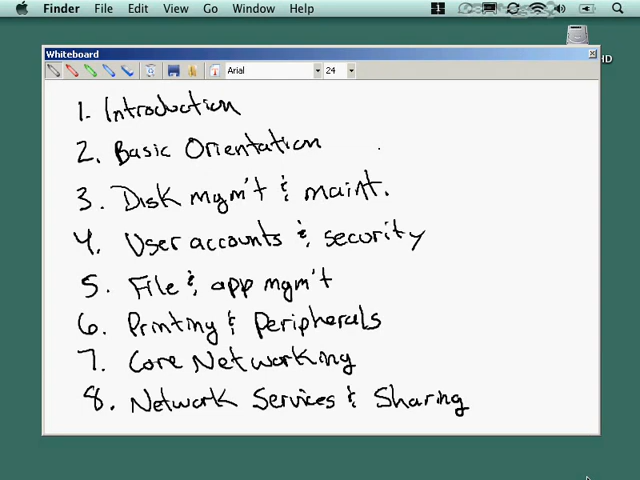 Finder File Edit View Go Window Help
HD
Whiteboard
Arial 24
1. Introduction
2. Basic Orientation
3. Disk mgm't & maint.
4. User accounts & security
5. File & app mgm't
6. Printing & Peripherals
7. Core Networking
8. Network Services & Sharing